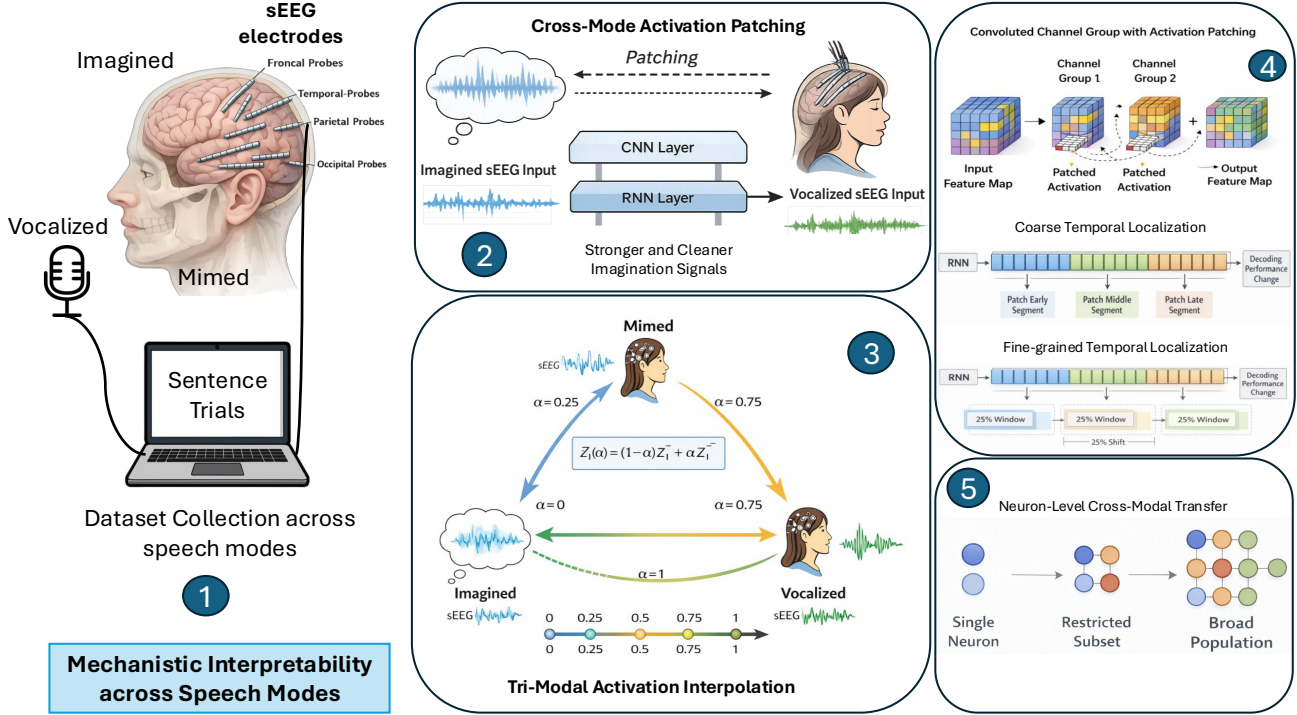 sEEG
electrodes
Imagined
Froncal Probes
Temporal-Probes
Parietal Probes
Occipital Probes
Vocalized
Mimed
Sentence
Trials
Dataset Collection across
speech modes
1
Mechanistic Interpretability
across Speech Modes
Cross-Mode Activation Patching
Patching
CNN Layer
Imagined sEEG Input
RNN Layer
Vocalized sEEG Input
2
Stronger and Cleaner
Imagination Signals
Mimed
3
sEEG
α=0.25
α=0.75
Z₁(α) = (1−α)Z₁⁻ + αZ₁⁻⁻
α=0
α=0.75
α=1
Imagined
Vocalized
sEEG
sEEG
0 0.25 0.5 0.75 1
0 0.25 0.5 0.75 1
Tri-Modal Activation Interpolation
Convoluted Channel Group with Activation Patching
4
Channel
Group 1
Channel
Group 2
+
Input
Feature Map
Patched
Activation
Patched
Activation
Output
Feature Map
Coarse Temporal Localization
RNN
Decoding
Performance
Change
Patch Early
Segment
Patch Middle
Segment
Patch Late
Segment
Fine-grained Temporal Localization
RNN
Decoding
Performance
Change
25% Window
25% Window
25% Window
25% Shift
5
Neuron-Level Cross-Modal Transfer
Single
Neuron
Restricted
Subset
Broad
Population